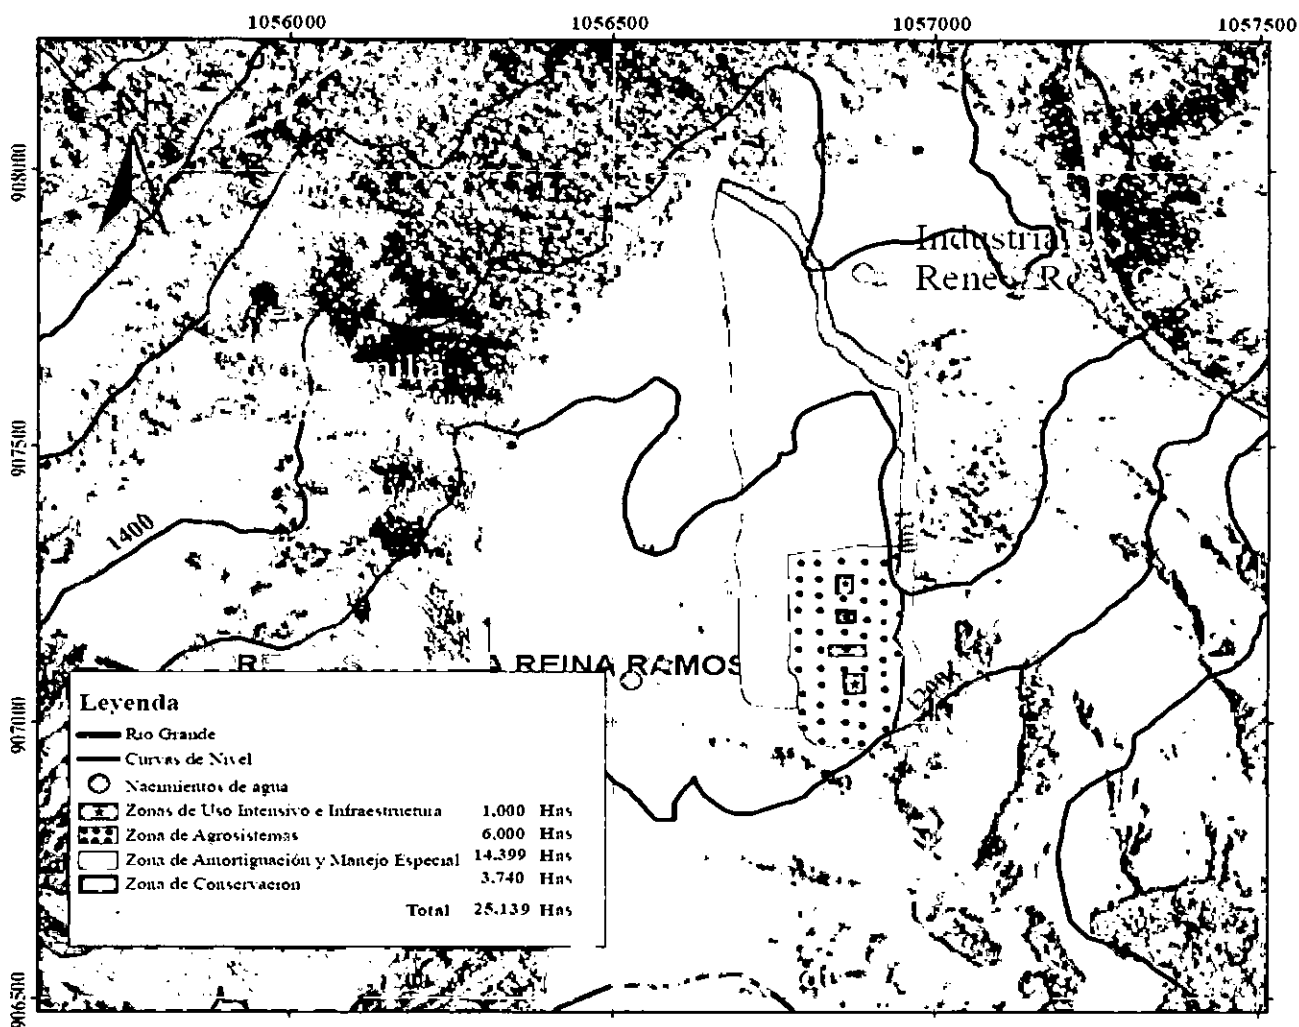 1056000 1056500 1057000 1057500
908000
Industrial
Rene
907500
1400
A REINA RAMOS
1200
907000
Leyenda
Rio Grande
Curvas de Nivel
Nacimientos de agua
Zonas de Uso Intensivo e Infraestructura 1,000 Has
Zona de Agrosistemas 6.000 Has
Zona de Amortiguación y Manejo Especial 14.399 Has
Zona de Conservacion 3.740 Has
Total 25.139 Has
906500